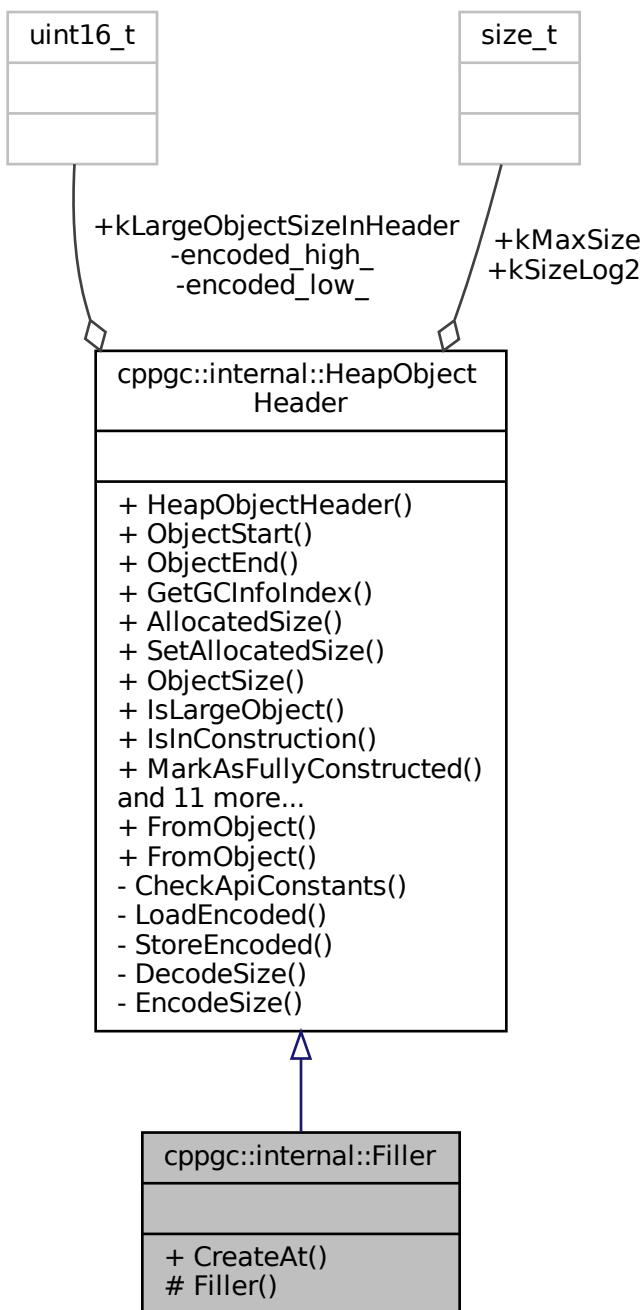 uint16_t
size_t
+kLargeObjectSizeInHeader
-encoded_high_
-encoded_low_
+kMaxSize
+kSizeLog2
cppgc::internal::HeapObject
Header
+ HeapObjectHeader()
+ ObjectStart()
+ ObjectEnd()
+ GetGCInfoIndex()
+ AllocatedSize()
+ SetAllocatedSize()
+ ObjectSize()
+ IsLargeObject()
+ IsInConstruction()
+ MarkAsFullyConstructed()
and 11 more...
+ FromObject()
+ FromObject()
- CheckApiConstants()
- LoadEncoded()
- StoreEncoded()
- DecodeSize()
- EncodeSize()
cppgc::internal::Filler
+ CreateAt()
# Filler()